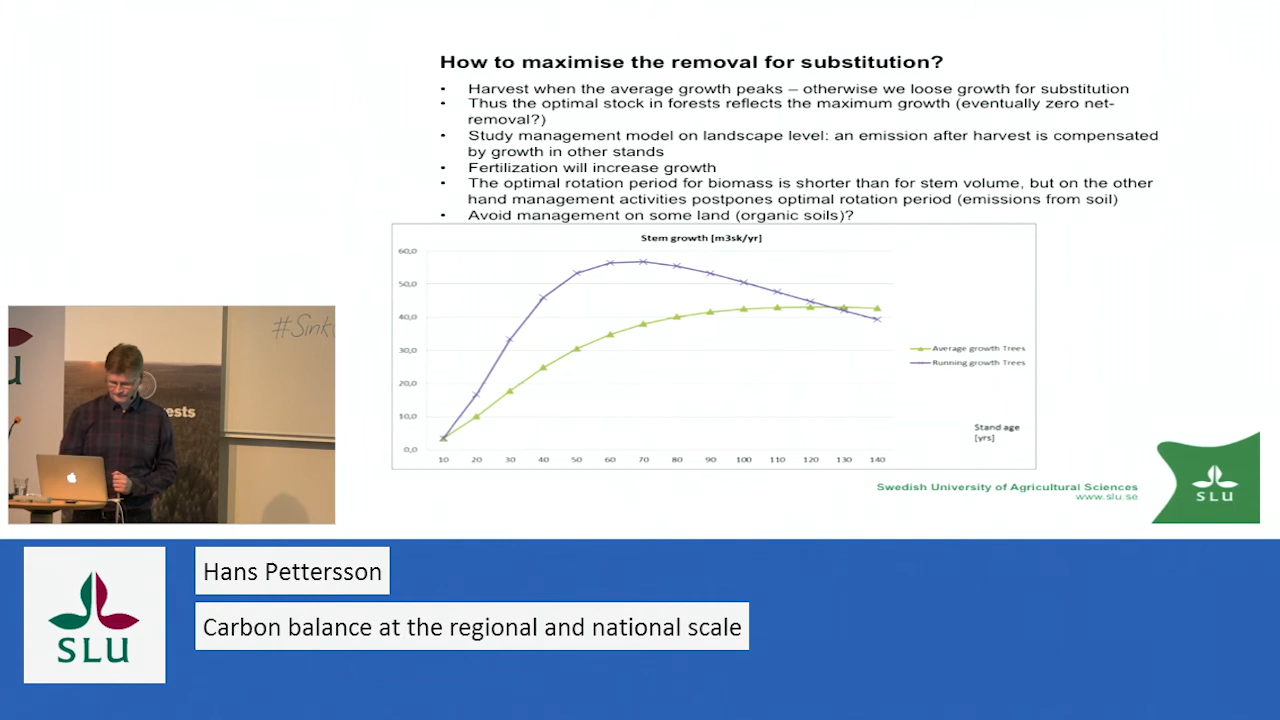 How to maximise the removal for substitution?
• Harvest when the average growth peaks – otherwise we loose growth for substitution
• Thus the optimal stock in forests reflects the maximum growth (eventually zero net-
removal?)
• Study management model on landscape level: an emission after harvest is compensated
by growth in other stands
• Fertilization will increase growth
• The optimal rotation period for biomass is shorter than for stem volume, but on the other
hand management activities postpones optimal rotation period (emissions from soil)
• Avoid management on some land (organic soils)?
Stem growth [m3sk/yr]
60,0
50,0
40,0
30,0
20,0
10,0
0,0
10 20 30 40 50 60 70 80 90 100 110 120 130 140
Average growth Trees
Running growth Trees
Stand age
[yrs]
#Sink
ests
Swedish University of Agricultural Sciences
www.slu.se
SLU
SLU
Hans Pettersson
Carbon balance at the regional and national scale